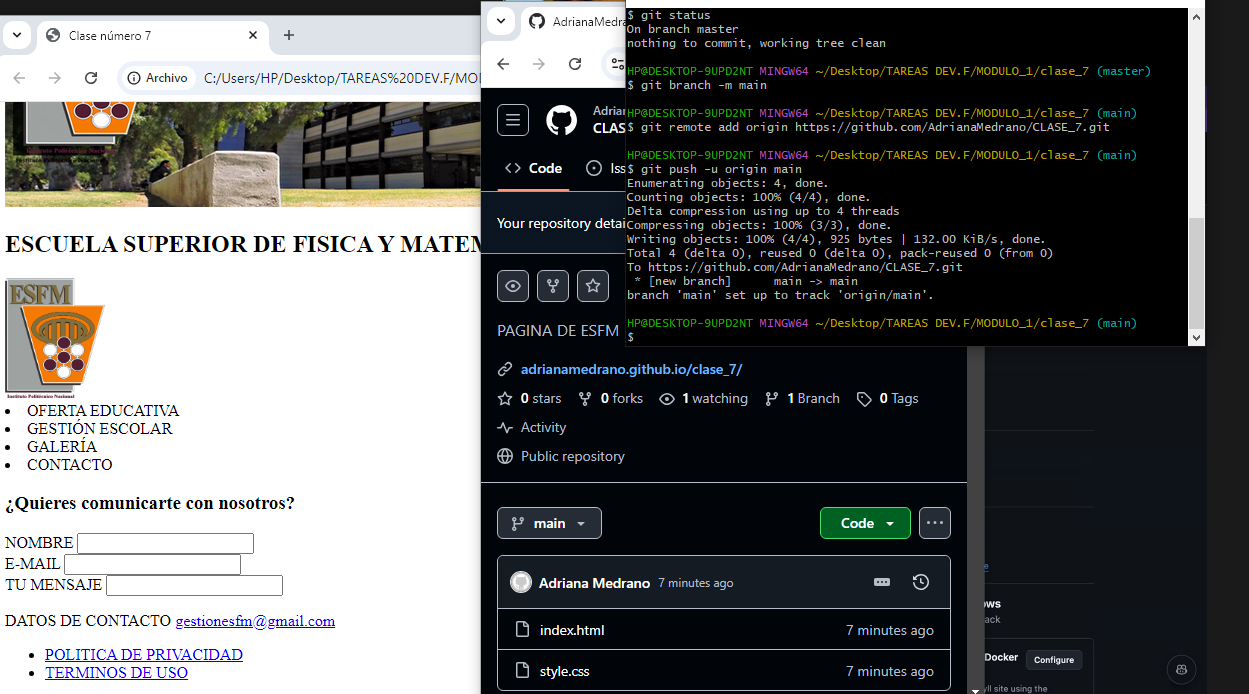 Clase número 7
Archivo
C:/Users/HP/Desktop/TAREAS%20DEV.F/MO
ESCUELA SUPERIOR DE FISICA Y MATE
ESFM
Instituto Politécnico Nacional
OFERTA EDUCATIVA
GESTIÓN ESCOLAR
GALERÍA
CONTACTO
¿Quieres comunicarte con nosotros?
NOMBRE
E-MAIL
TU MENSAJE
DATOS DE CONTACTO gestionesfm@gmail.com
POLITICA DE PRIVACIDAD
TERMINOS DE USO
AdrianaMedra
Adrian
CLAS
Code
Iss
Your repository detai
PAGINA DE ESFM
adrianamedrano.github.io/clase_7/
0 stars
0 forks
1 watching
1 Branch
0 Tags
Activity
Public repository
main
Code
Adriana Medrano 7 minutes ago
index.html 7 minutes ago
style.css 7 minutes ago
$ git status
On branch master
nothing to commit, working tree clean
HP@DESKTOP-9UPD2NT MINGW64 ~/Desktop/TAREAS DEV.F/MODULO_1/clase_7 (master)
$ git branch -m main
HP@DESKTOP-9UPD2NT MINGW64 ~/Desktop/TAREAS DEV.F/MODULO_1/clase_7 (main)
$ git remote add origin https://github.com/AdrianaMedrano/CLASE_7.git
HP@DESKTOP-9UPD2NT MINGW64 ~/Desktop/TAREAS DEV.F/MODULO_1/clase_7 (main)
$ git push -u origin main
Enumerating objects: 4, done.
Counting objects: 100% (4/4), done.
Delta compression using up to 4 threads
Compressing objects: 100% (3/3), done.
Writing objects: 100% (4/4), 925 bytes | 132.00 KiB/s, done.
Total 4 (delta 0), reused 0 (delta 0), pack-reused 0 (from 0)
To https://github.com/AdrianaMedrano/CLASE_7.git
* [new branch]      main -> main
branch 'main' set up to track 'origin/main'.
HP@DESKTOP-9UPD2NT MINGW64 ~/Desktop/TAREAS DEV.F/MODULO_1/clase_7 (main)
$
ows
ack
Docker
Configure
yll site using the